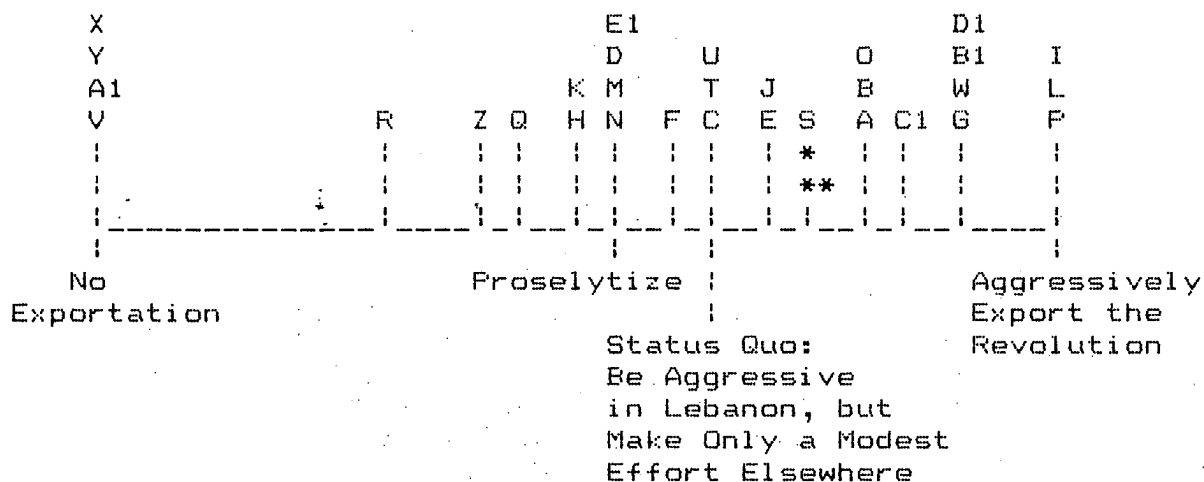 X E1 D1
Y D U O B1 I
A1 K M T J B W L
V R Z Q H N F C E S A C1 G P
*
**
No Proselytize Aggressively
Exportation Export the
Status Quo: Revolution
Be Aggressive
in Lebanon, but
Make Only a Modest
Effort Elsewhere